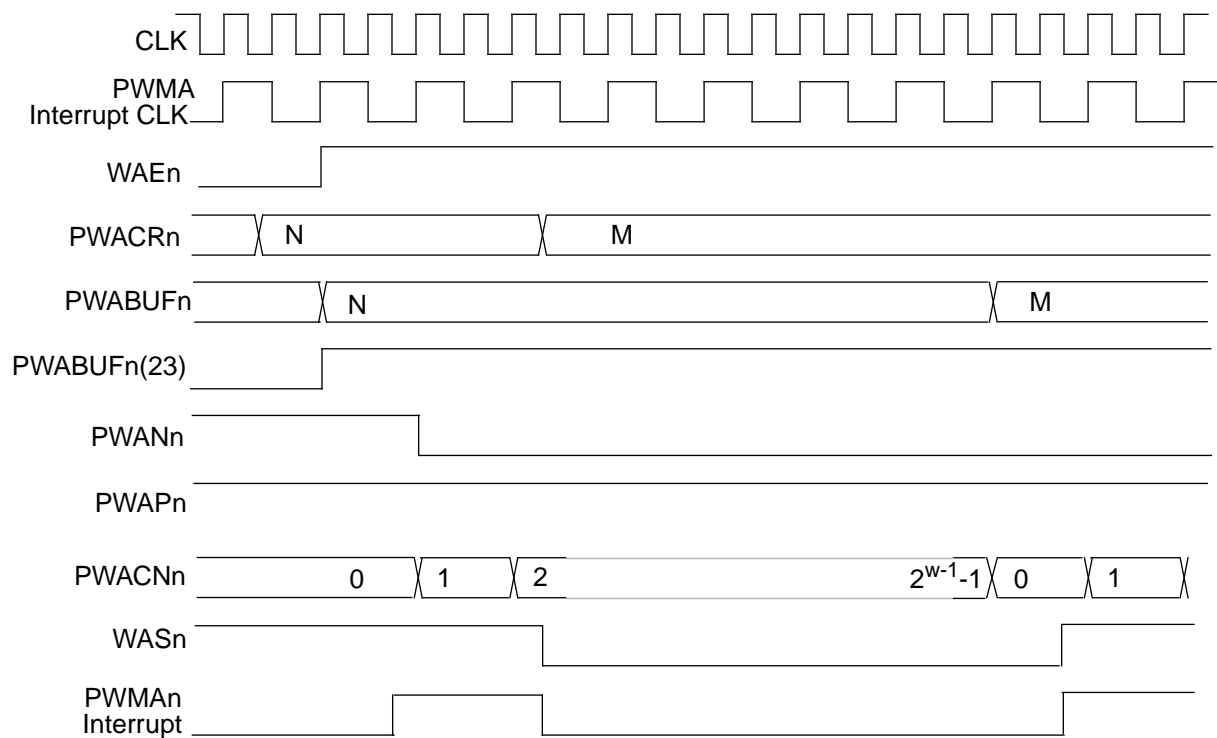 CLK
PWMA
Interrupt CLK
WAEn
PWACRn N M
PWABUFn N M
PWABUFn(23)
PWANn
PWAPn
PWACNn 0 1 2 2^w-1-1 0 1
WASn
PWMAn
Interrupt